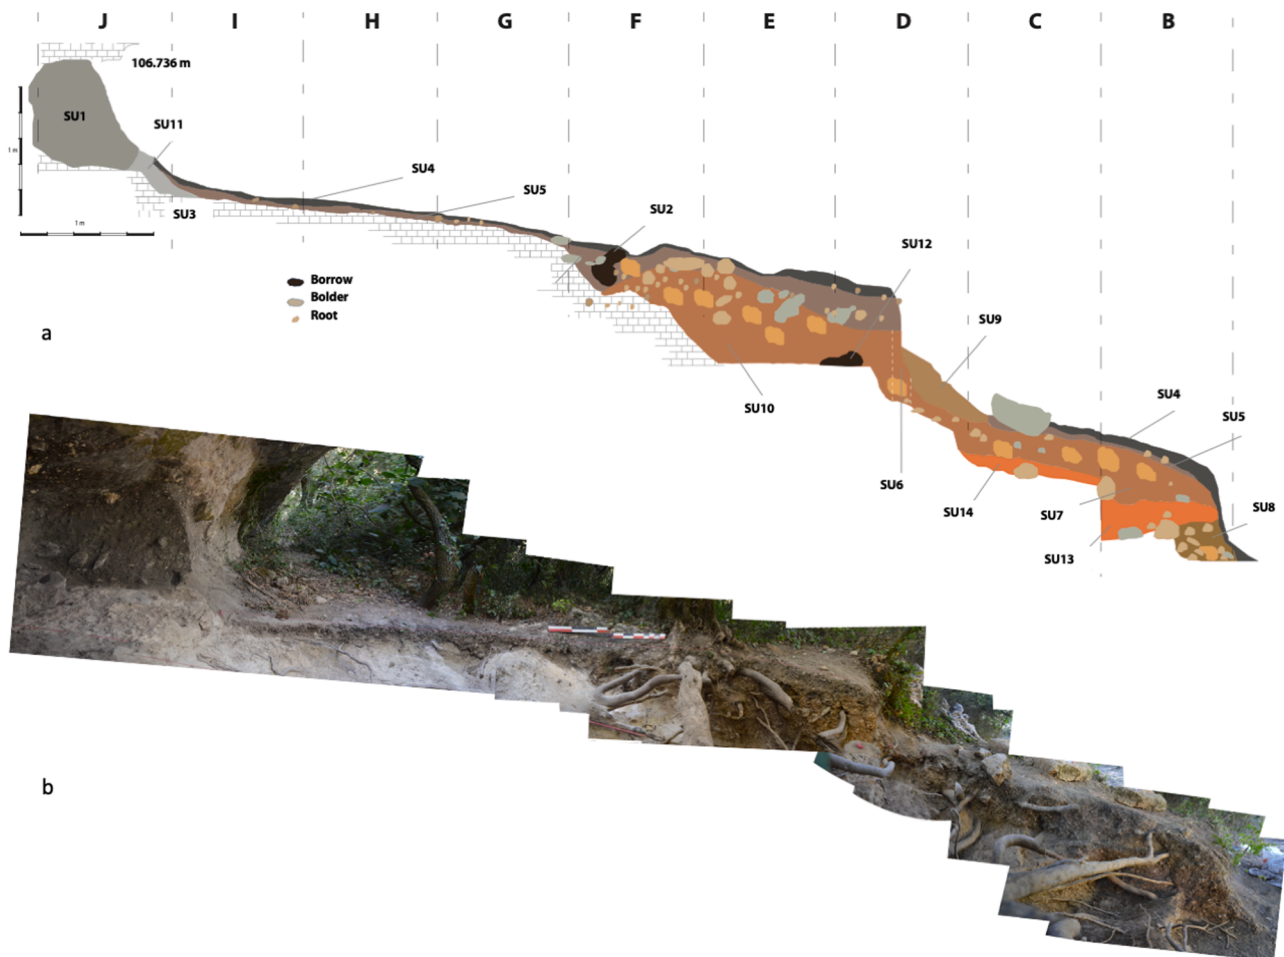 J I H G F E D C B
106.736 m
SU1
SU11
1 m
SU4
SU5
SU3
SU2
1 m
SU12
Borrow
Bolder
Root
a
SU9
SU10
SU4
SU5
SU6
SU14
SU7
SU8
SU13
b